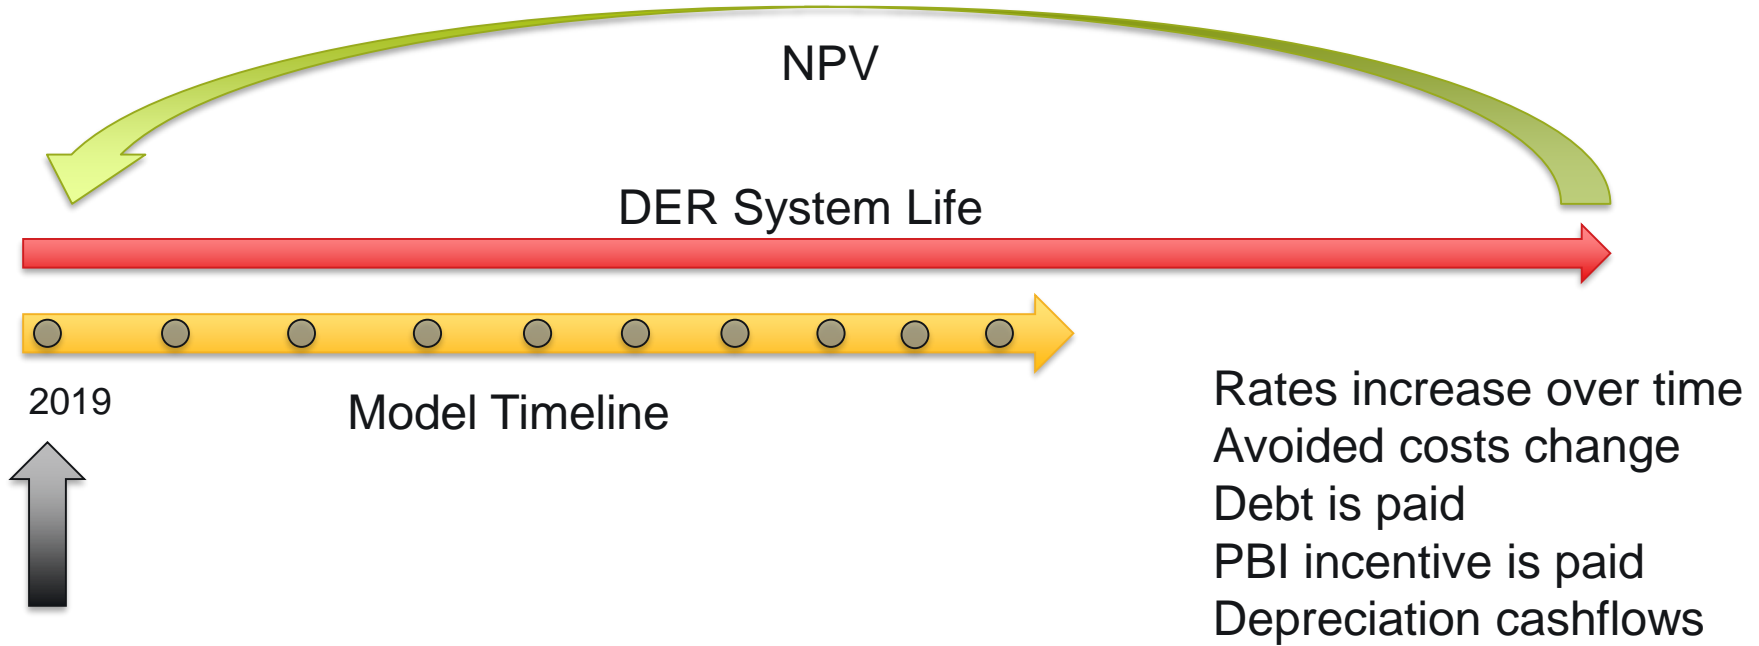 NPV
DER System Life
2019
Model Timeline
Rates increase over time
Avoided costs change
Debt is paid
PBI incentive is paid
Depreciation cashflows